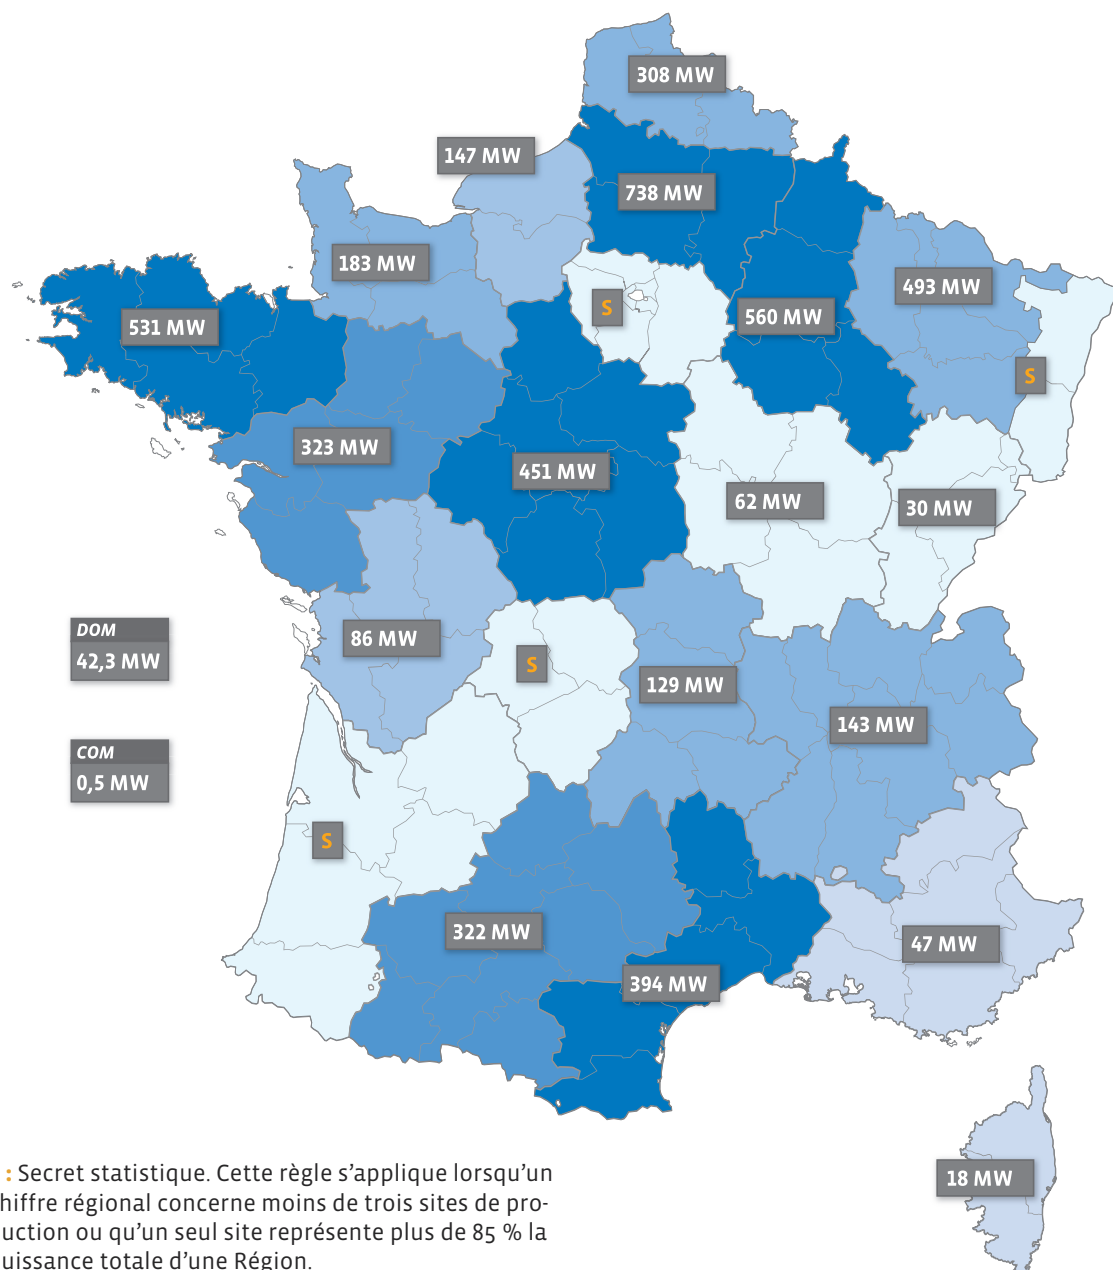 308 MW
147 MW
738 MW
183 MW
493 MW
S
560 MW
531 MW
S
323 MW
451 MW
62 MW
30 MW
DOM
42,3 MW
86 MW
S
129 MW
143 MW
COM
0,5 MW
S
322 MW
47 MW
394 MW
: Secret statistique. Cette règle s’applique lorsqu’un
hiffre régional concerne moins de trois sites de pro-
uction ou qu’un seul site représente plus de 85 % la
uissance totale d’une Région.
18 MW